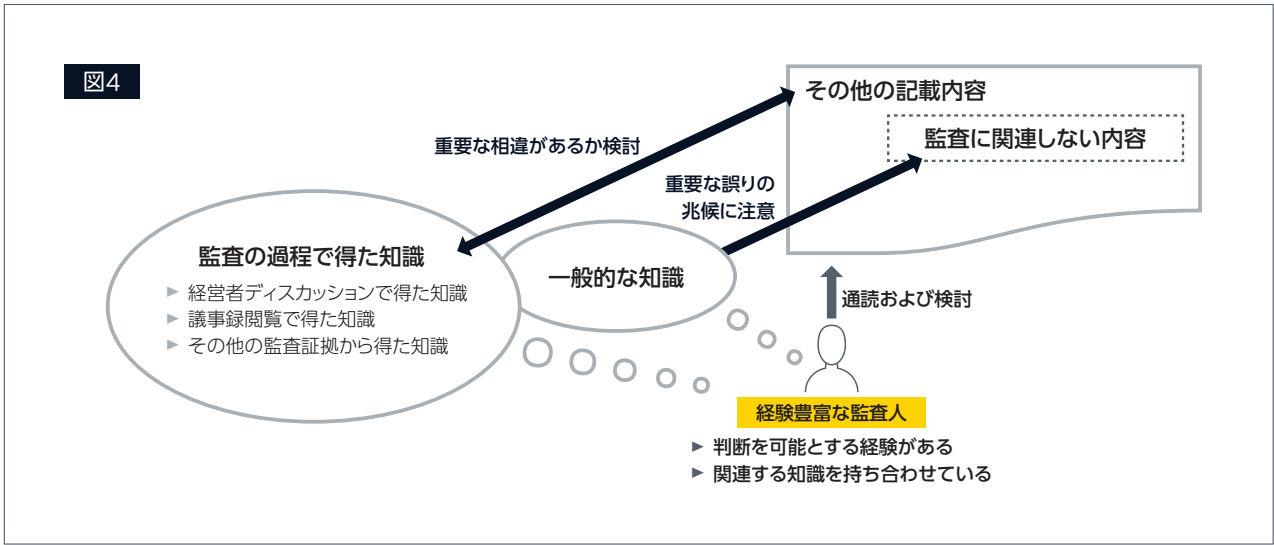 図4
その他の記載内容
監査に関連しない内容
重要な相違があるか検討
重要な誤りの
兆候に注意
監査の過程で得た知識
► 経営者ディスカッションで得た知識
► 議事録閲覧で得た知識
► その他の監査証拠から得た知識
一般的な知識
通読および検討
経験豊富な監査人
► 判断を可能とする経験がある
► 関連する知識を持ち合わせている